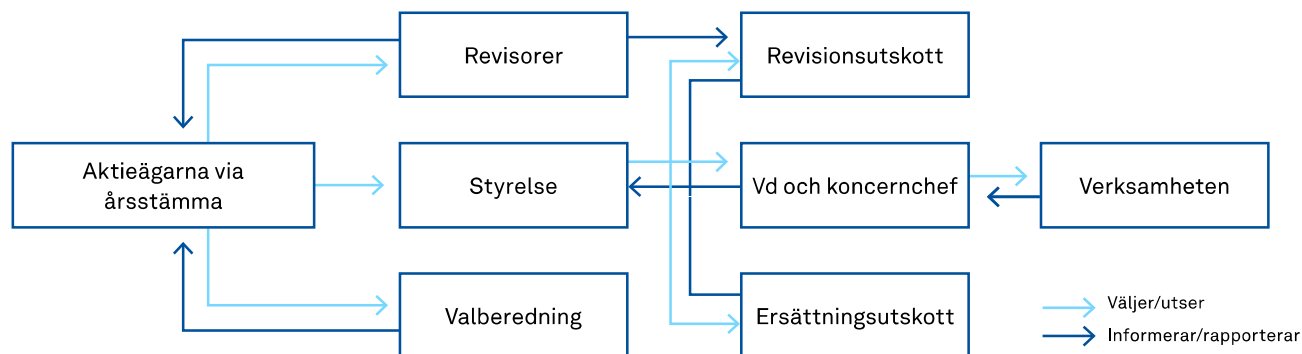 Revisorer
Revisionsutskott
Aktieägarna via
årsstämma
Styrelse
Vd och koncernchef
Verksamheten
Valberedning
Ersättningsutskott
Väljer/utser
Informerar/rapporterar